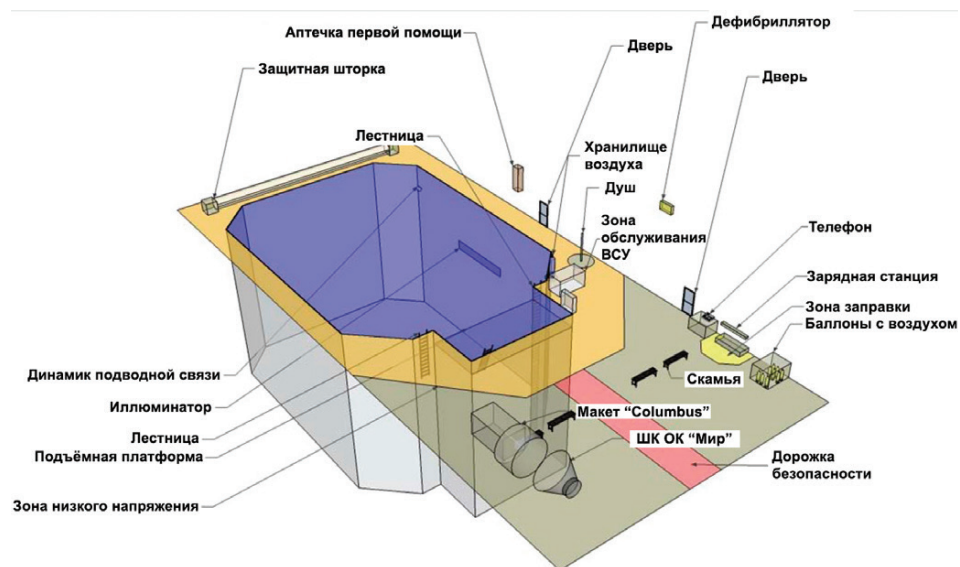 Дефибриллятор
Аптечка первой помощи
Дверь
Защитная шторка
Дверь
Лестница
Хранилище
воздуха
Душ
Зона
обслуживания
ВСУ
Телефон
Зарядная станция
Зона заправки
Баллоны с воздухом
Динамик подводной связи
Скамья
Иллюминатор
Макет “Columbus”
Лестница
ШК ОК “Мир”
Подъёмная платформа
Дорожка
безопасности
Зона низкого напряжения